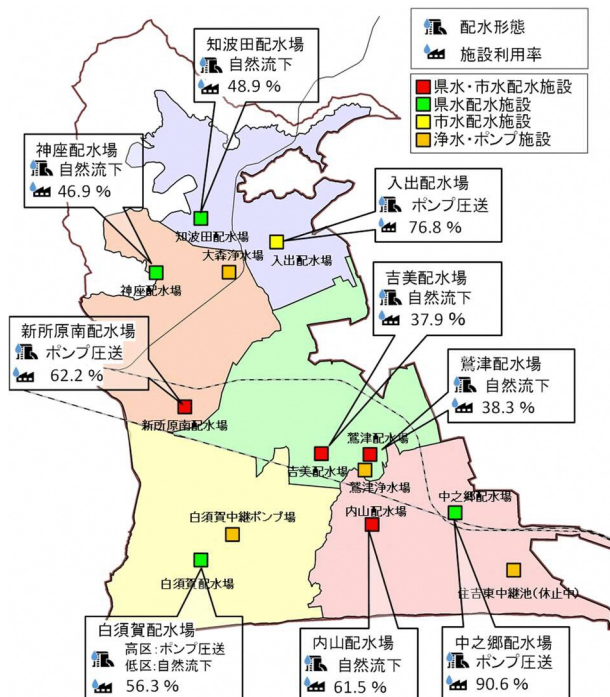 知波田配水場
自然流下
48.9 %
配水形態
施設利用率
県水・市水配水施設
県水配水施設
市水配水施設
浄水・ポンプ施設
神座配水場
自然流下
46.9 %
入出配水場
ポンプ圧送
76.8 %
知波田配水場
大森浄水場
入出配水場
神座配水場
吉美配水場
自然流下
37.9 %
新所原南配水場
ポンプ圧送
62.2 %
鷲津配水場
自然流下
38.3 %
新所原南配水場
鷲津配水場
吉美配水場
鷲津浄水場
中之郷配水場
白須賀中継ポンプ場
内山配水場
白須賀配水場
住吉東中継池(休止中)
白須賀配水場
高区:ポンプ圧送
低区:自然流下
56.3 %
内山配水場
自然流下
61.5 %
中之郷配水場
ポンプ圧送
90.6 %